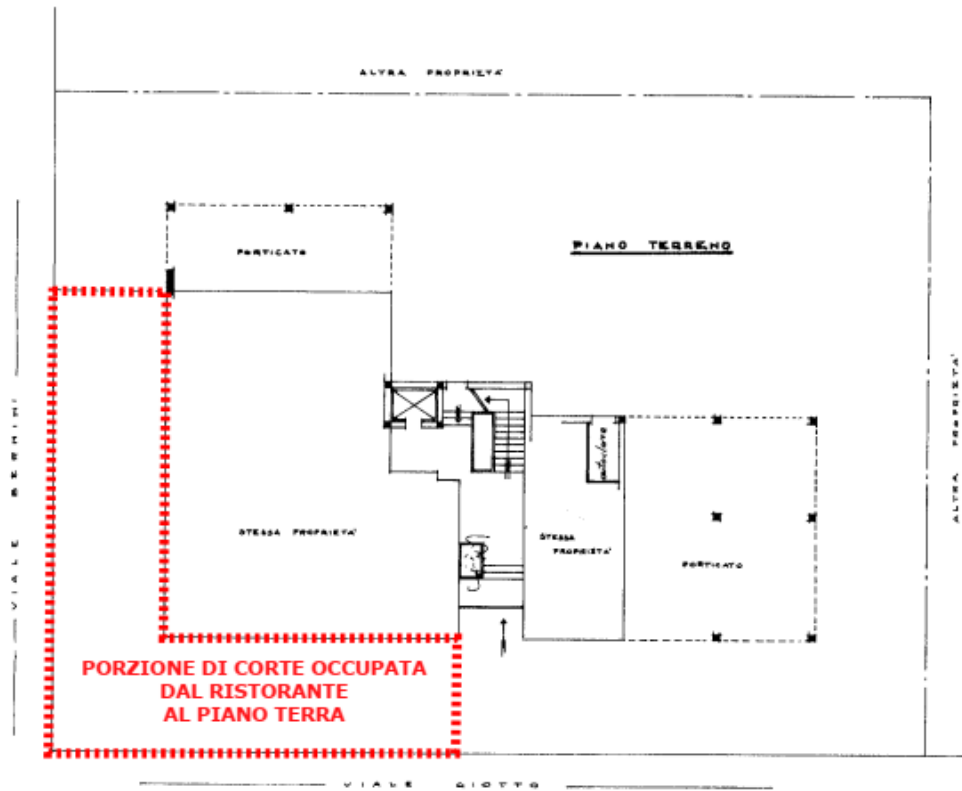 ALTRA PROPRIETA'
PORTICATO
PIANO TERRENO
VIALE BERNINI
ALTRA PROPRIETA'
autoclave
STESSA PROPRIETA'
STESSA
PROPRIETA'
PORTICATO
PORZIONE DI CORTE OCCUPATA
DAL RISTORANTE
AL PIANO TERRA
VIALE GIOTTO